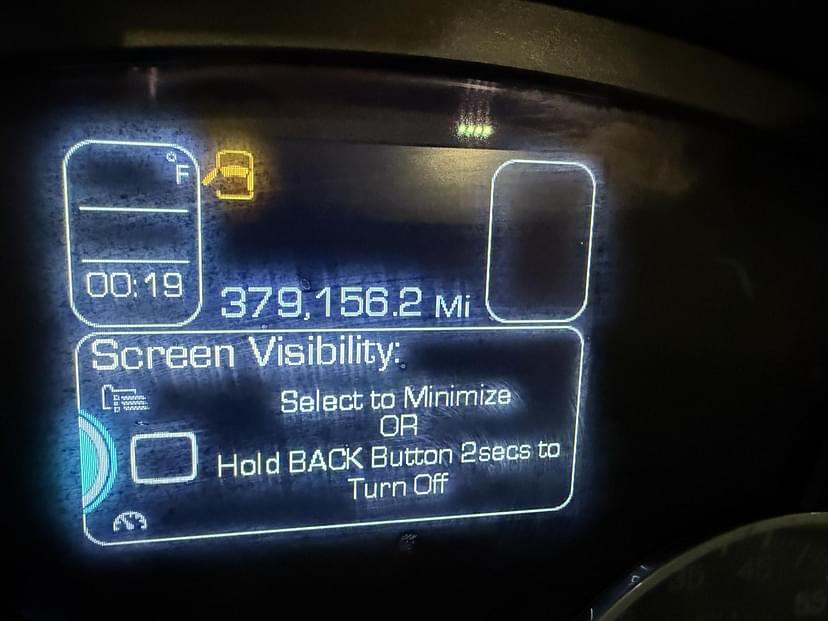 °F
00:19
379,156.2 Mi
Screen Visibility:
Select to Minimize
OR
Hold BACK Button 2secs to
Turn Off